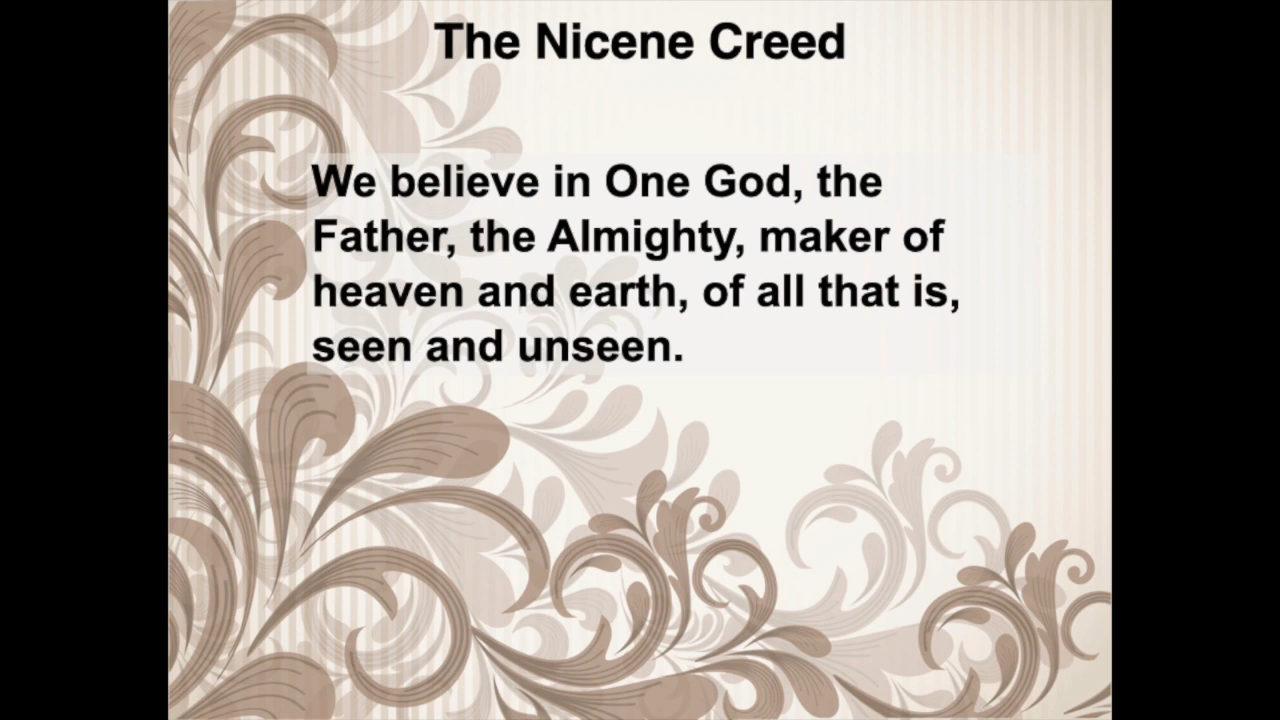 The Nicene Creed
We believe in One God, the
Father, the Almighty, maker of
heaven and earth, of all that is,
seen and unseen.